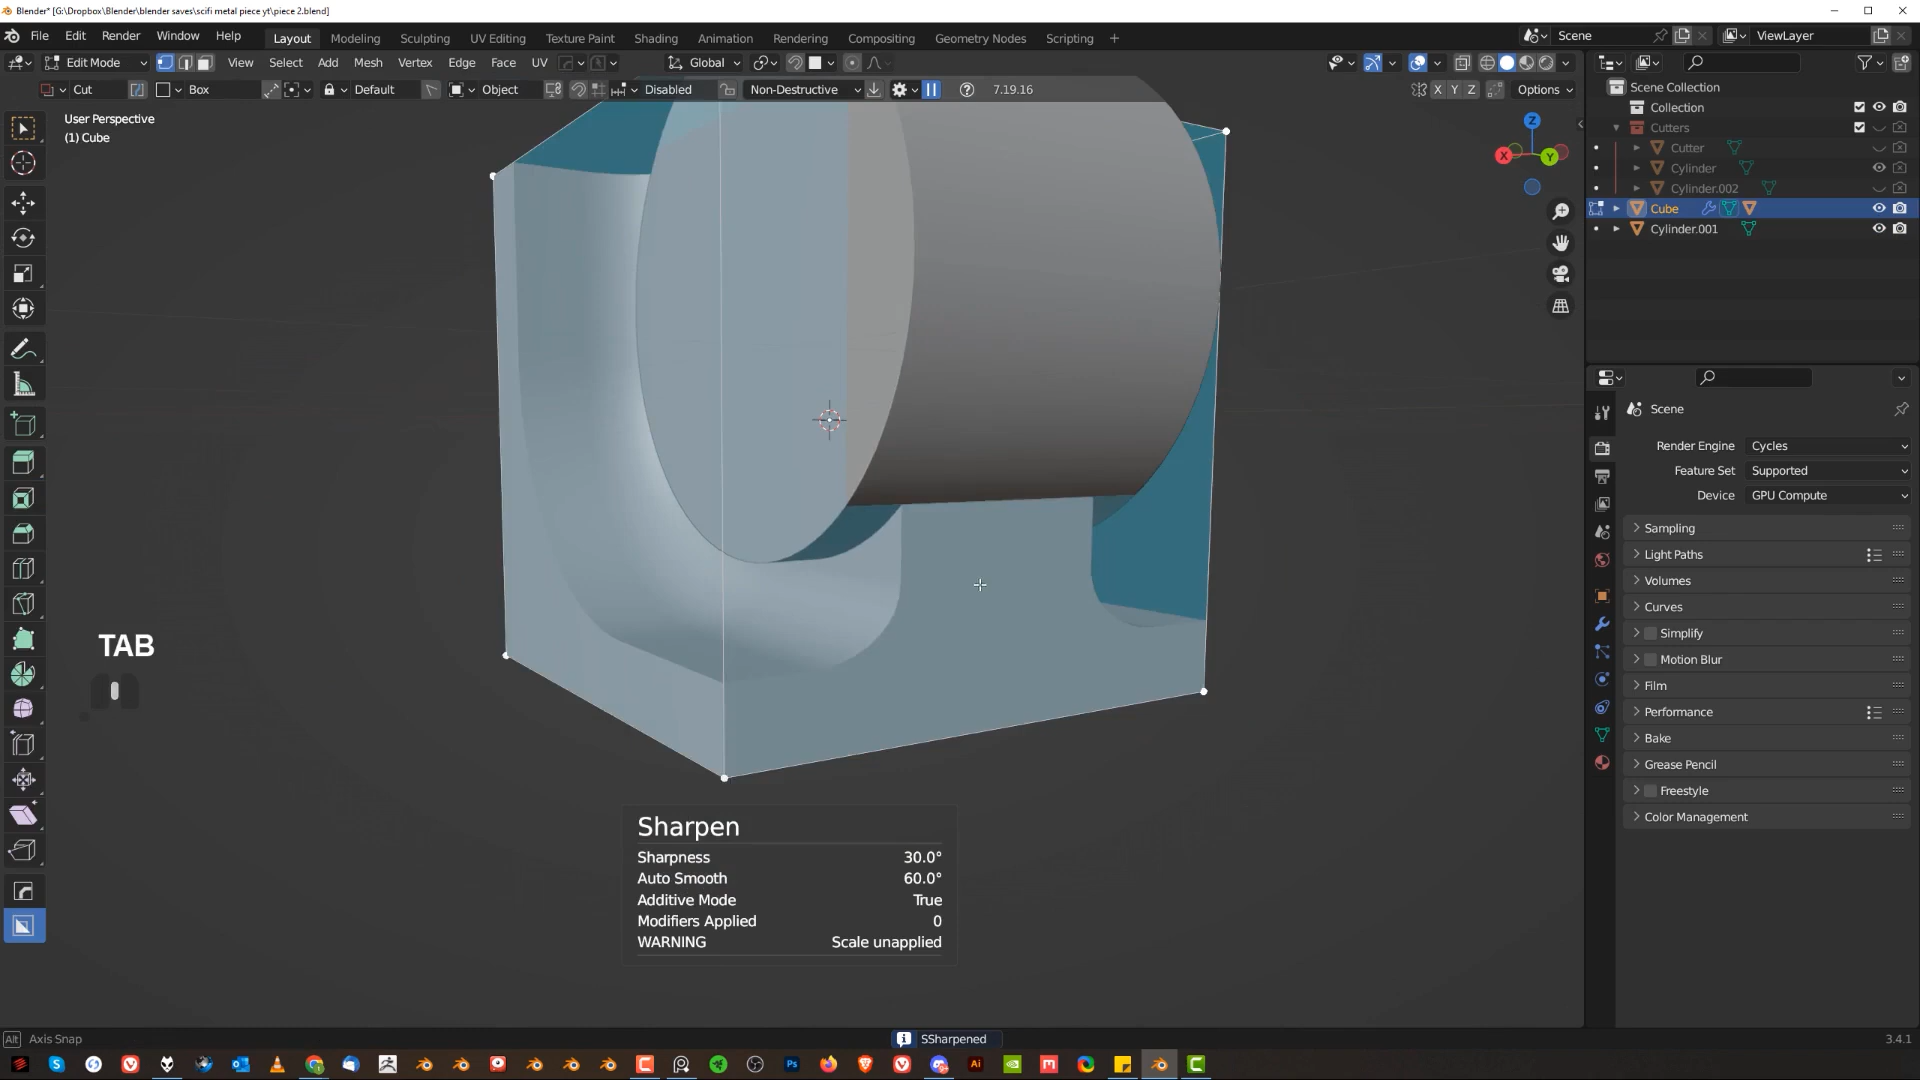 Blender* [G:\Dropbox\Blender\blender saves\scifi metal piece yt\piece 2.blend]
File Edit Render Window Help Layout Modeling Sculpting UV Editing Texture Paint Shading Animation Rendering Compositing Geometry Nodes Scripting + Scene ViewLayer
Edit Mode View Select Add Mesh Vertex Edge Face UV Global
Cut Box Default Object Disabled Non-Destructive 7.19.16 X Y Z Options
User Perspective
(1) Cube
Z
X
Y
Scene Collection
Collection
Cutters
Cutter
Cylinder
Cylinder.002
Cube
Cylinder.001
Scene
Render Engine Cycles
Feature Set Supported
Device GPU Compute
Sampling
Light Paths
Volumes
Curves
Simplify
Motion Blur
Film
Performance
Bake
Grease Pencil
Freestyle
Color Management
TAB
Sharpen
Sharpness 30.0°
Auto Smooth 60.0°
Additive Mode True
Modifiers Applied 0
WARNING Scale unapplied
Alt Axis Snap
SSharpened
3.4.1